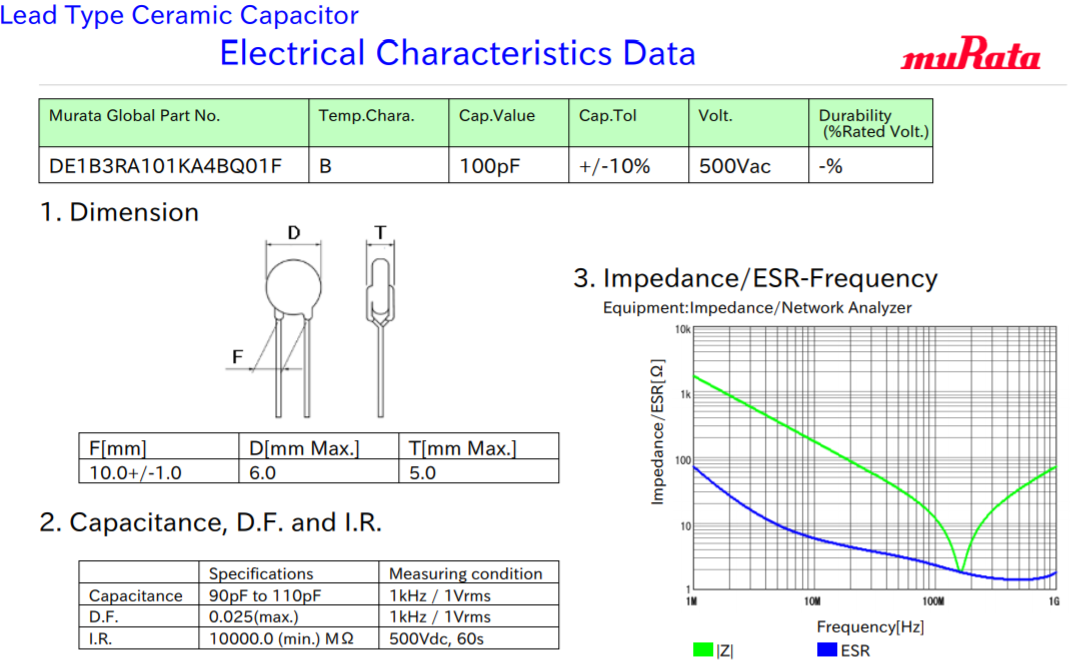 Lead Type Ceramic Capacitor
Electrical Characteristics Data
muRata
Murata Global Part No. Temp.Chara. Cap.Value Cap.Tol Volt. Durability
(%Rated Volt.)
DE1B3RA101KA4BQ01F B 100pF +/-10% 500Vac -%
1. Dimension
D T
F
F[mm] D[mm Max.] T[mm Max.]
10.0+/-1.0 6.0 5.0
2. Capacitance, D.F. and I.R.
Specifications Measuring condition
Capacitance 90pF to 110pF 1kHz / 1Vrms
D.F. 0.025(max.) 1kHz / 1Vrms
I.R. 10000.0 (min.) MΩ 500Vdc, 60s
3. Impedance/ESR-Frequency
Equipment:Impedance/Network Analyzer
Impedance/ESR[Ω]
10k
1k
100
10
1
1M 10M 100M 1G
Frequency[Hz]
|Z| ESR